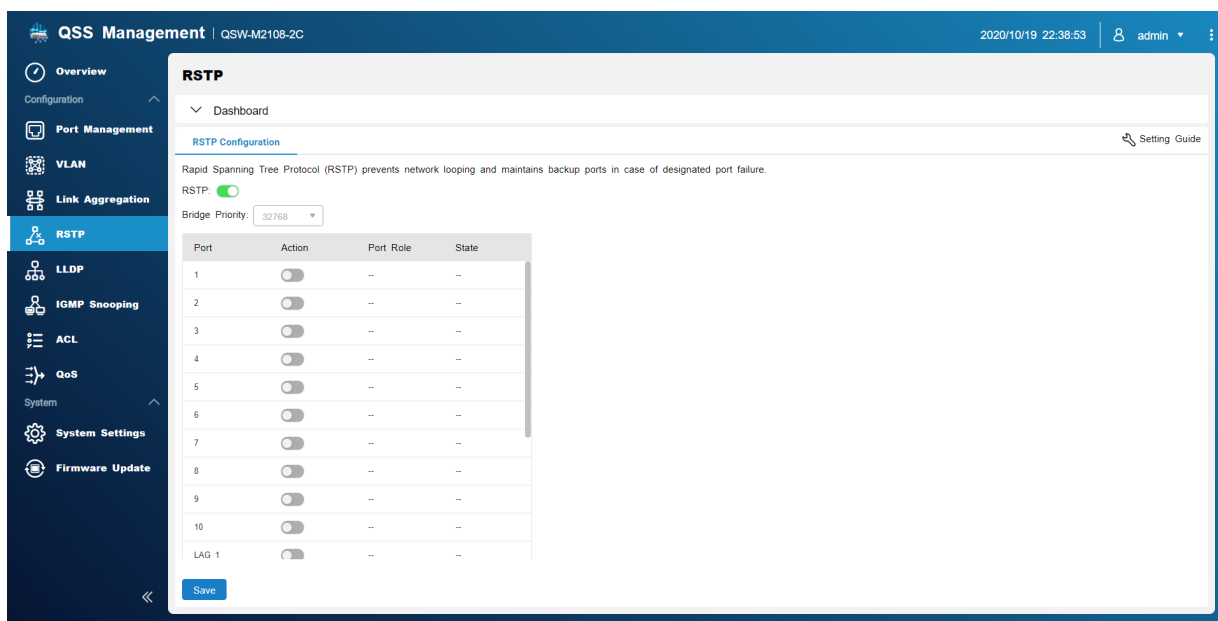 QSS Management | QSW-M2108-2C
2020/10/19 22:38:53
admin
Overview
Configuration
Port Management
VLAN
Link Aggregation
RSTP
LLDP
IGMP Snooping
ACL
QoS
System
System Settings
Firmware Update
RSTP
Dashboard
RSTP Configuration
Setting Guide
Rapid Spanning Tree Protocol (RSTP) prevents network looping and maintains backup ports in case of designated port failure.
RSTP:
Bridge Priority: 32768
Port Action Port Role State
1 -- --
2 -- --
3 -- --
4 -- --
5 -- --
6 -- --
7 -- --
8 -- --
9 -- --
10 -- --
LAG 1 -- --
Save